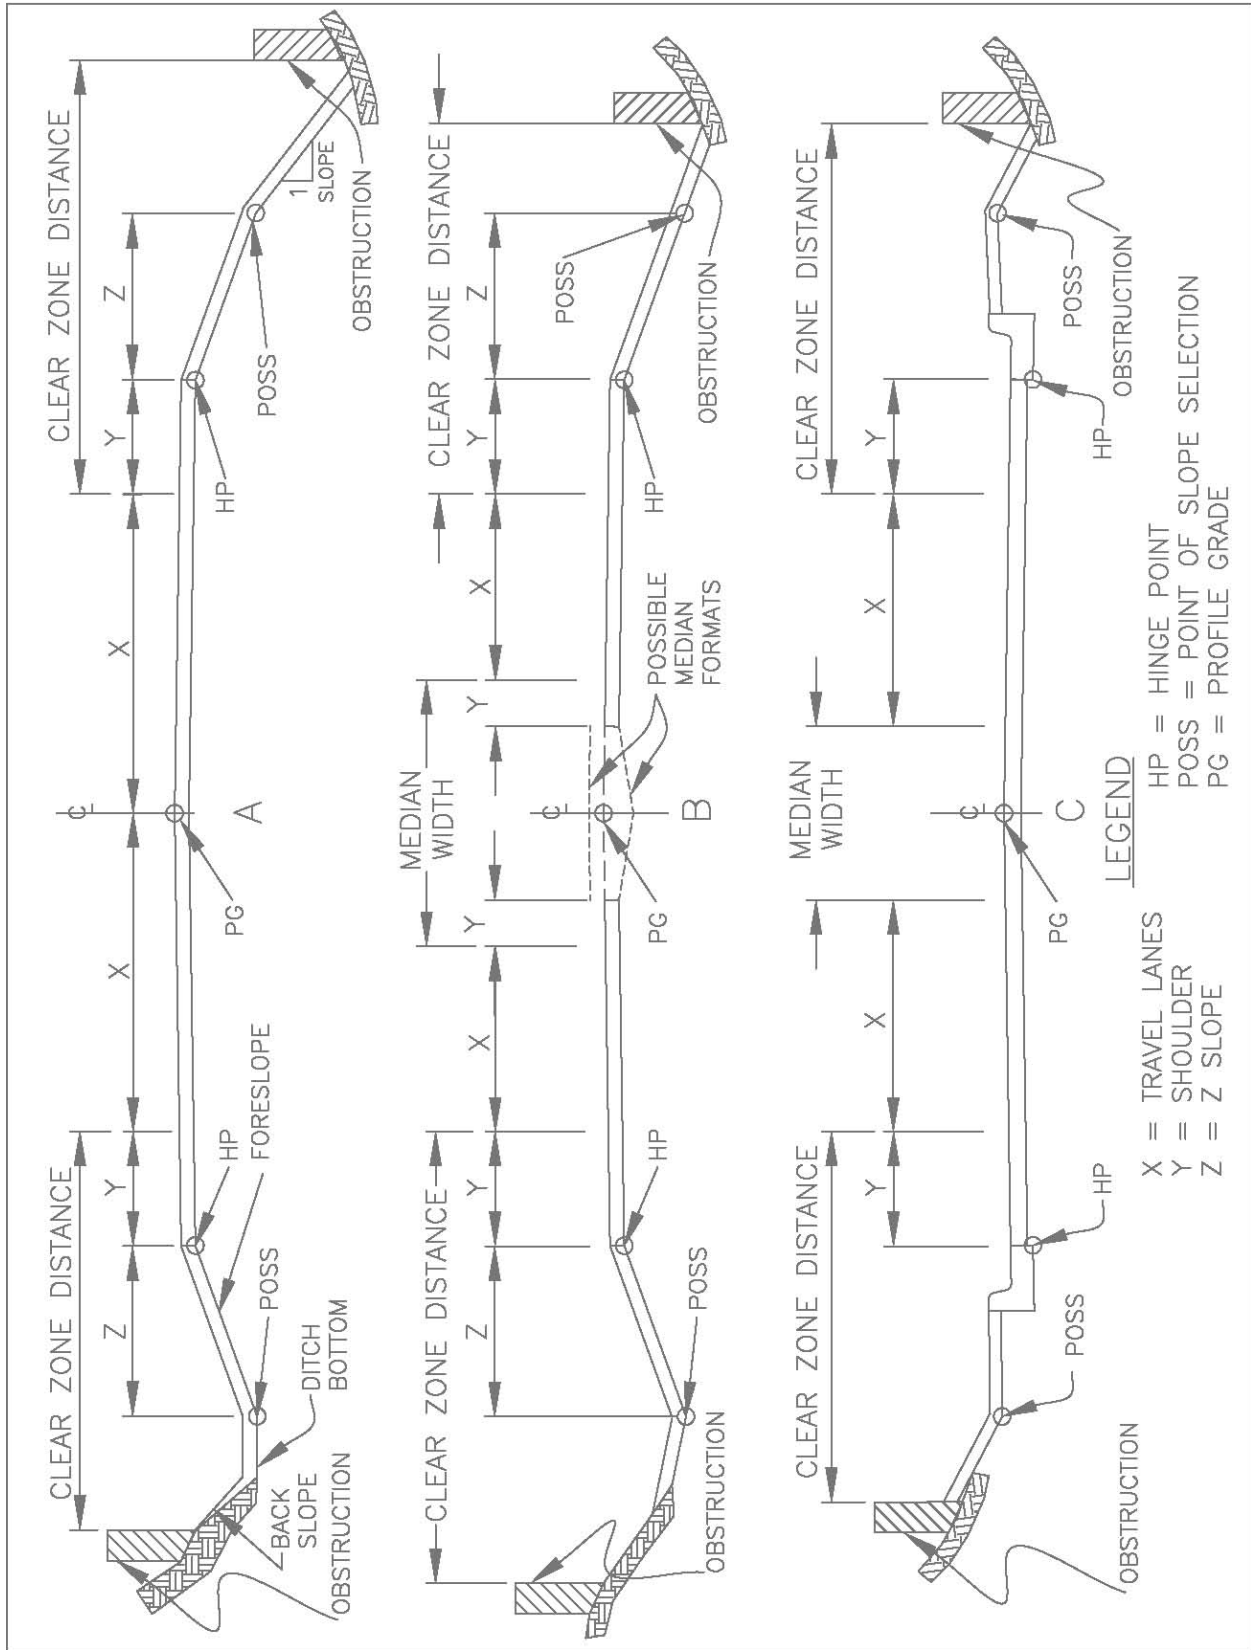 CLEAR ZONE DISTANCE
CLEAR ZONE DISTANCE
Z
Y
X
X
Y
Z
℄
HP
FORESLOPE
PG
HP
POSS
1
SLOPE
POSS
BACK
SLOPE
DITCH
BOTTOM
OBSTRUCTION
A
OBSTRUCTION
CLEAR ZONE DISTANCE
MEDIAN
WIDTH
CLEAR ZONE DISTANCE
Z
Y
X
Y
Y
X
Y
Z
℄
POSS
HP
PG
POSSIBLE
MEDIAN
FORMATS
HP
POSS
OBSTRUCTION
B
OBSTRUCTION
CLEAR ZONE DISTANCE
MEDIAN
WIDTH
CLEAR ZONE DISTANCE
Y
X
X
Y
℄
POSS
HP
PG
HP
POSS
OBSTRUCTION
C
OBSTRUCTION
LEGEND
X = TRAVEL LANES
Y = SHOULDER
Z = Z SLOPE
HP = HINGE POINT
POSS = POINT OF SLOPE SELECTION
PG = PROFILE GRADE